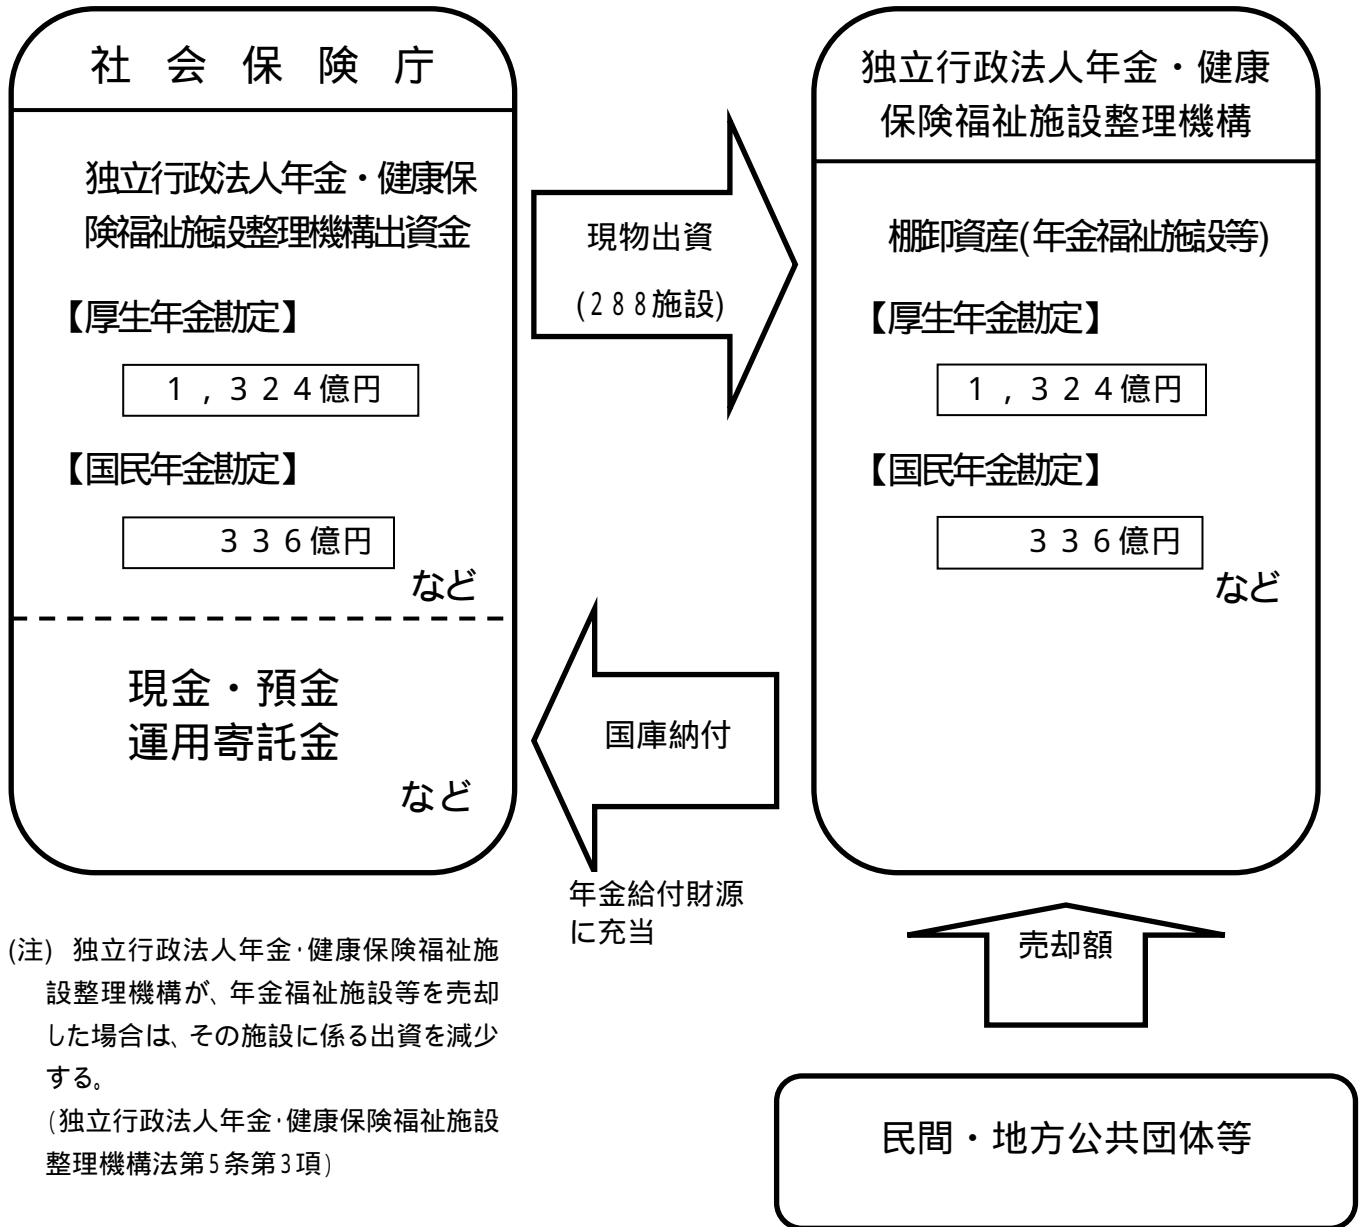 社会保険庁
独立行政法人年金・健康保
険福祉施設整理機構出資金
【厚生年金勘定】
１，３２４億円
【国民年金勘定】
３３６億円
など
現金・預金
運用寄託金
など
現物出資
(２８８施設)
国庫納付
年金給付財源
に充当
独立行政法人年金・健康
保険福祉施設整理機構
棚卸資産(年金福祉施設等)
【厚生年金勘定】
１，３２４億円
【国民年金勘定】
３３６億円
など
売却額
民間・地方公共団体等
(注) 独立行政法人年金・健康保険福祉施
設整理機構が、年金福祉施設等を売却
した場合は、その施設に係る出資を減少
する。
(独立行政法人年金・健康保険福祉施設
整理機構法第５条第３項)